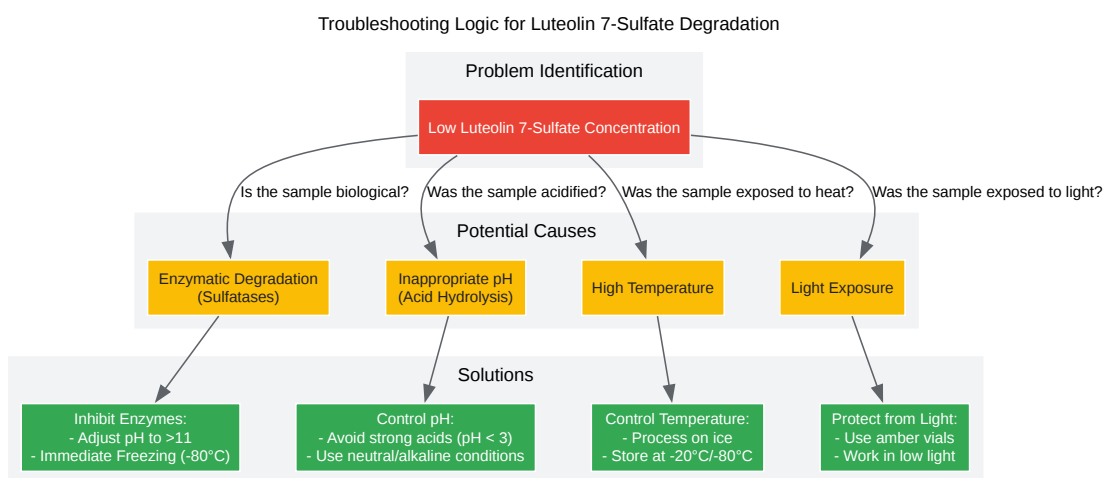 Troubleshooting Logic for Luteolin 7-Sulfate Degradation
Problem Identification
Low Luteolin 7-Sulfate Concentration
Is the sample biological?
Was the sample acidified?
Was the sample exposed to heat?
Was the sample exposed to light?
Potential Causes
Enzymatic Degradation
(Sulfatases)
Inappropriate pH
(Acid Hydrolysis)
High Temperature
Light Exposure
Solutions
Inhibit Enzymes:
- Adjust pH to >11
- Immediate Freezing (-80°C)
Control pH:
- Avoid strong acids (pH < 3)
- Use neutral/alkaline conditions
Control Temperature:
- Process on ice
- Store at -20°C/-80°C
Protect from Light:
- Use amber vials
- Work in low light